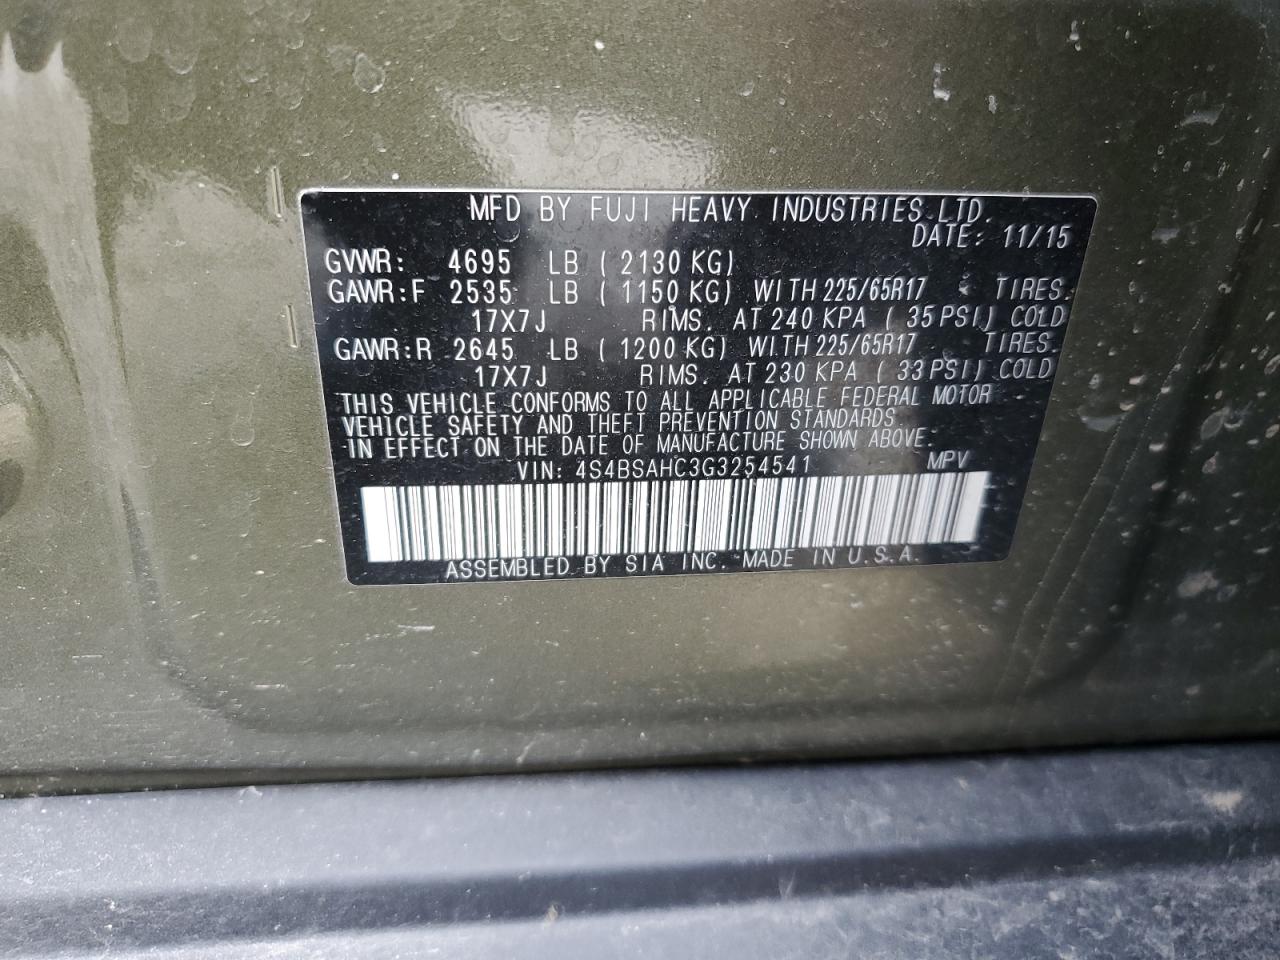 MFD BY FUJI HEAVY INDUSTRIES LTD.
DATE: 11/15
GVWR: 4695 LB ( 2130 KG)
GAWR:F 2535 LB ( 1150 KG) WITH 225/65R17 TIRES.
17X7J RIMS. AT 240 KPA ( 35 PSI) COLD
GAWR:R 2645 LB ( 1200 KG) WITH 225/65R17 TIRES.
17X7J RIMS. AT 230 KPA ( 33 PSI) COLD
THIS VEHICLE CONFORMS TO ALL APPLICABLE FEDERAL MOTOR
VEHICLE SAFETY AND THEFT PREVENTION STANDARDS
IN EFFECT ON THE DATE OF MANUFACTURE SHOWN ABOVE.
VIN: 4S4BSAHC3G3254541 MPV
ASSEMBLED BY SIA INC. MADE IN U.S.A.